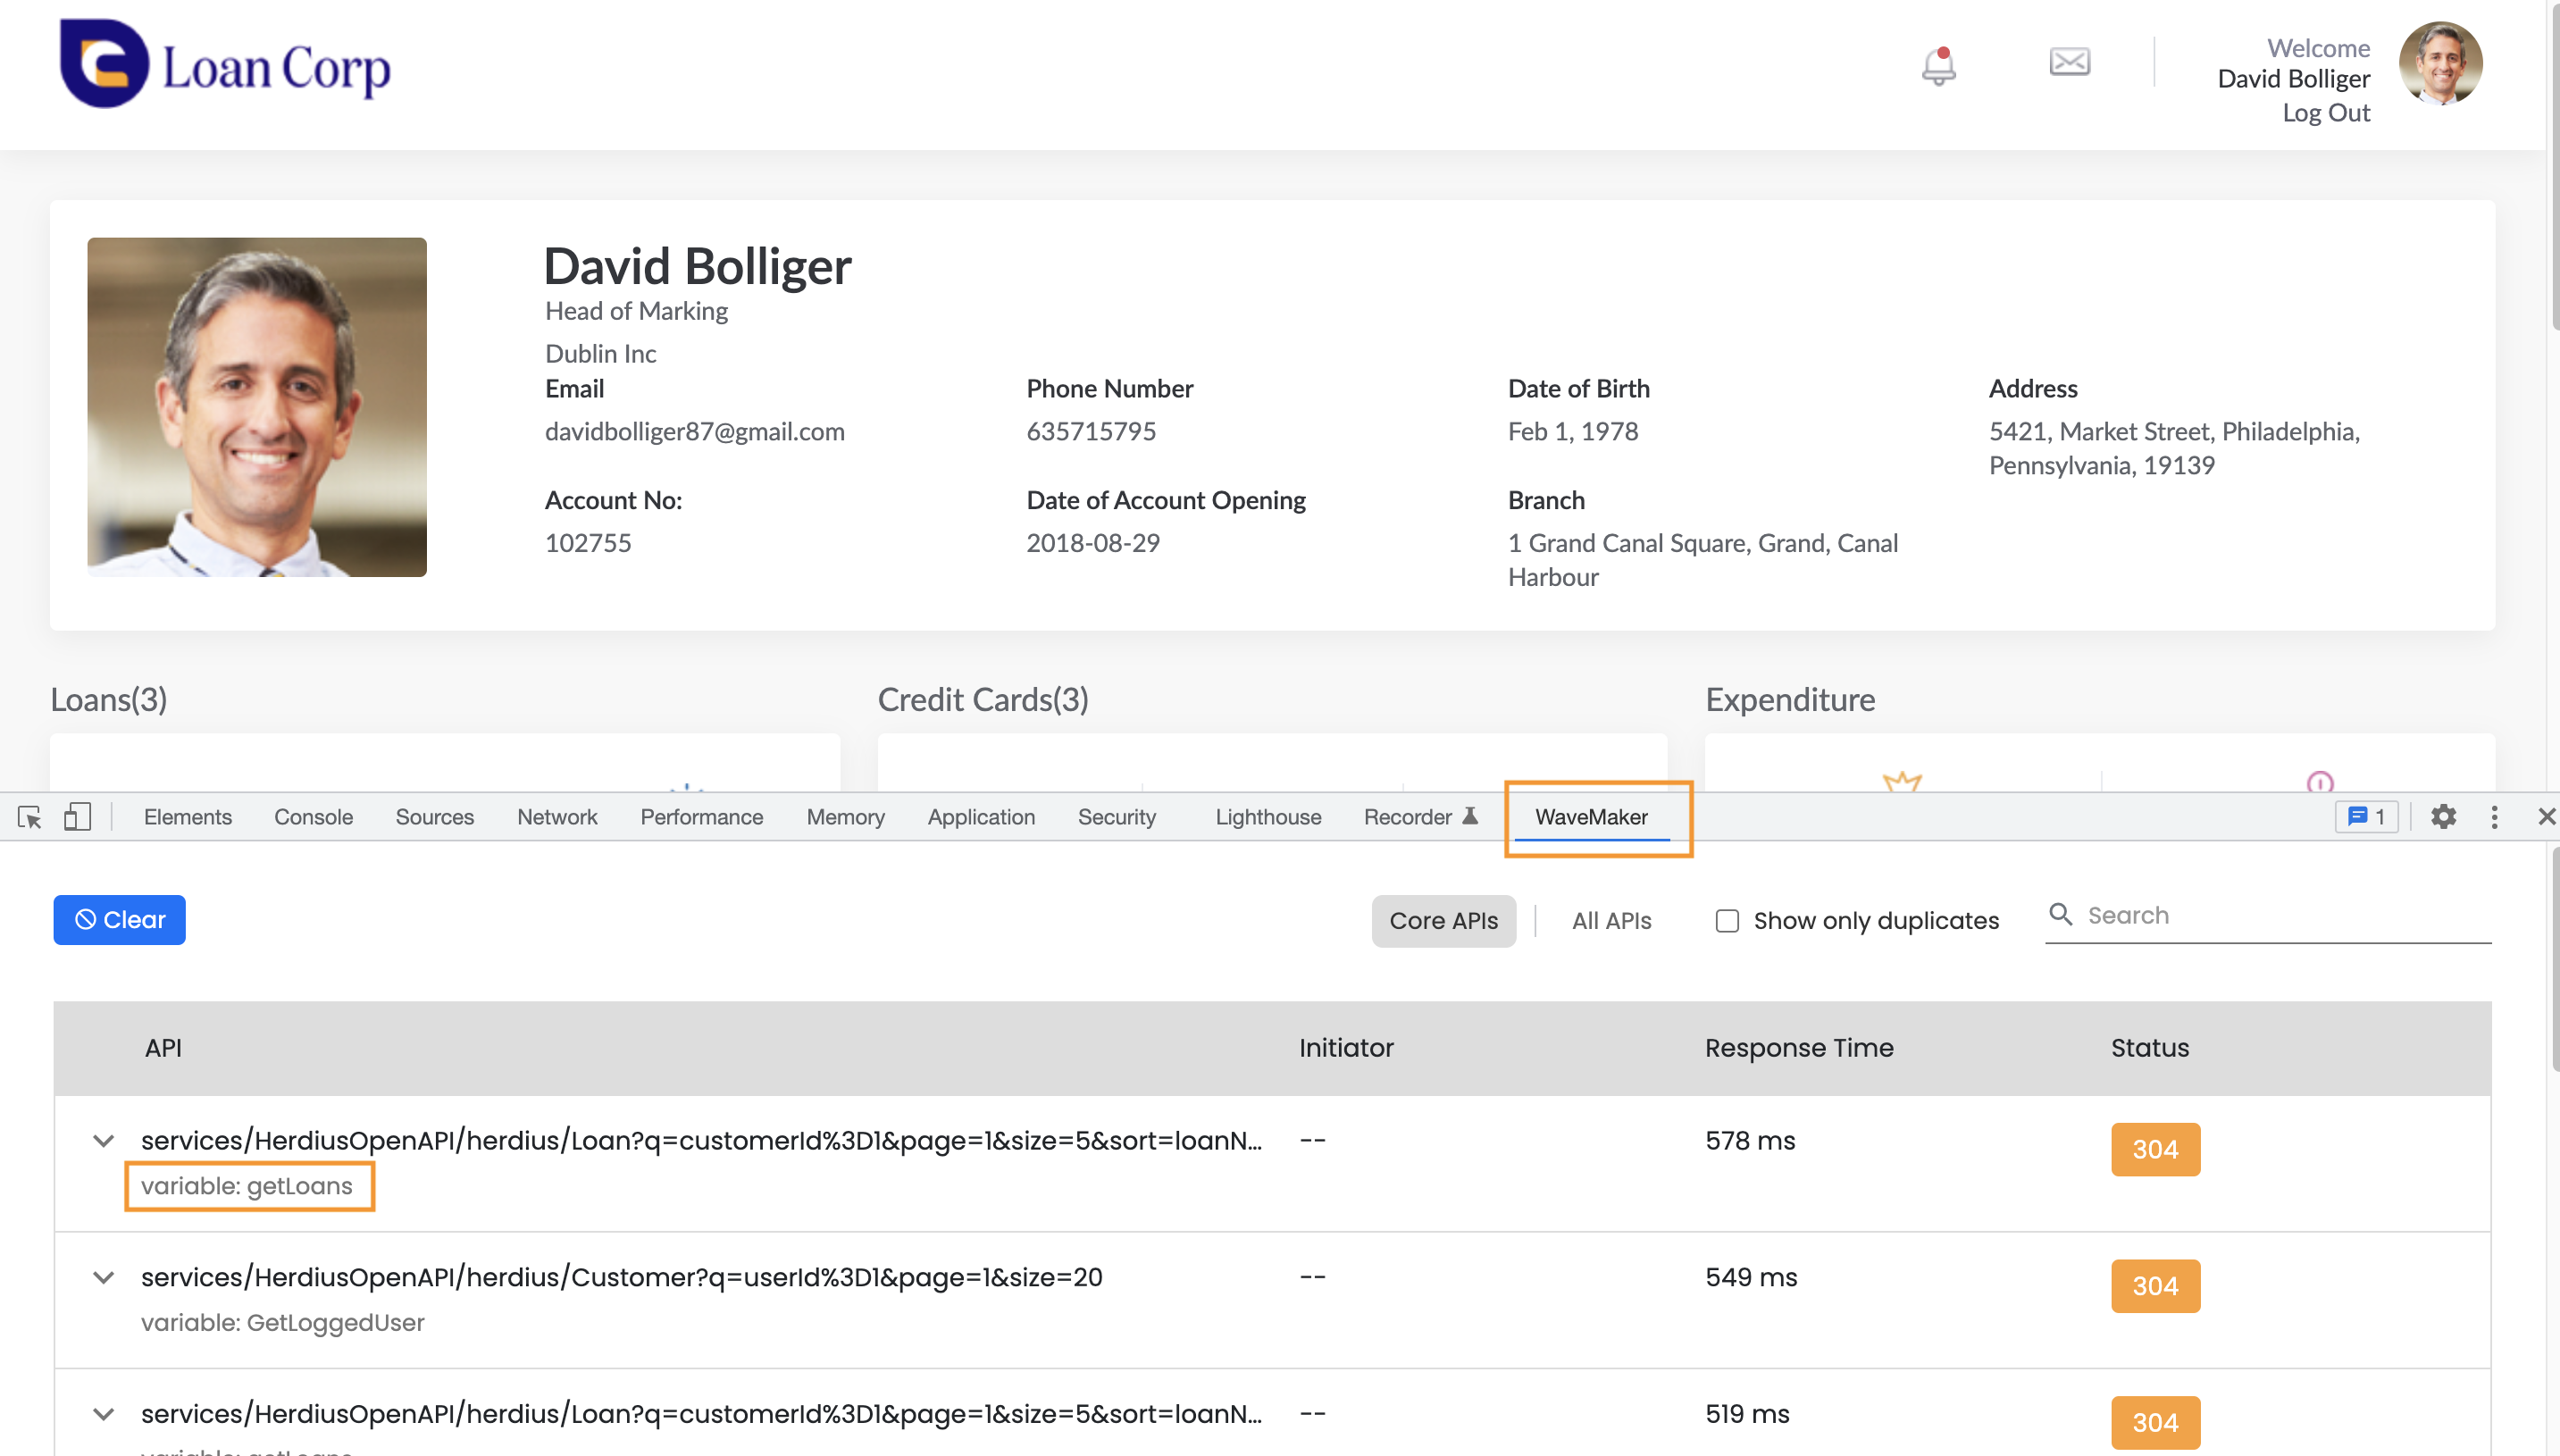 Loan Corp
Welcome
David Bolliger
Log Out
David Bolliger
Head of Marking
Dublin Inc
Email
Phone Number
Date of Birth
Address
davidbolliger87@gmail.com
635715795
Feb 1, 1978
5421, Market Street, Philadelphia,
Pennsylvania, 19139
Account No:
Date of Account Opening
Branch
102755
2018-08-29
1 Grand Canal Square, Grand, Canal
Harbour
Loans(3)
Credit Cards(3)
Expenditure
Elements Console Sources Network Performance Memory Application Security Lighthouse Recorder WaveMaker 1
Clear
Core APIs
All APIs
Show only duplicates
Search
API Initiator Response Time Status
services/HerdiusOpenAPI/herdius/Loan?q=customerId%3D1&page=1&size=5&sort=loanN... -- 578 ms 304
variable: getLoans
services/HerdiusOpenAPI/herdius/Customer?q=userId%3D1&page=1&size=20 -- 549 ms 304
variable: GetLoggedUser
services/HerdiusOpenAPI/herdius/Loan?q=customerId%3D1&page=1&size=5&sort=loanN... -- 519 ms 304